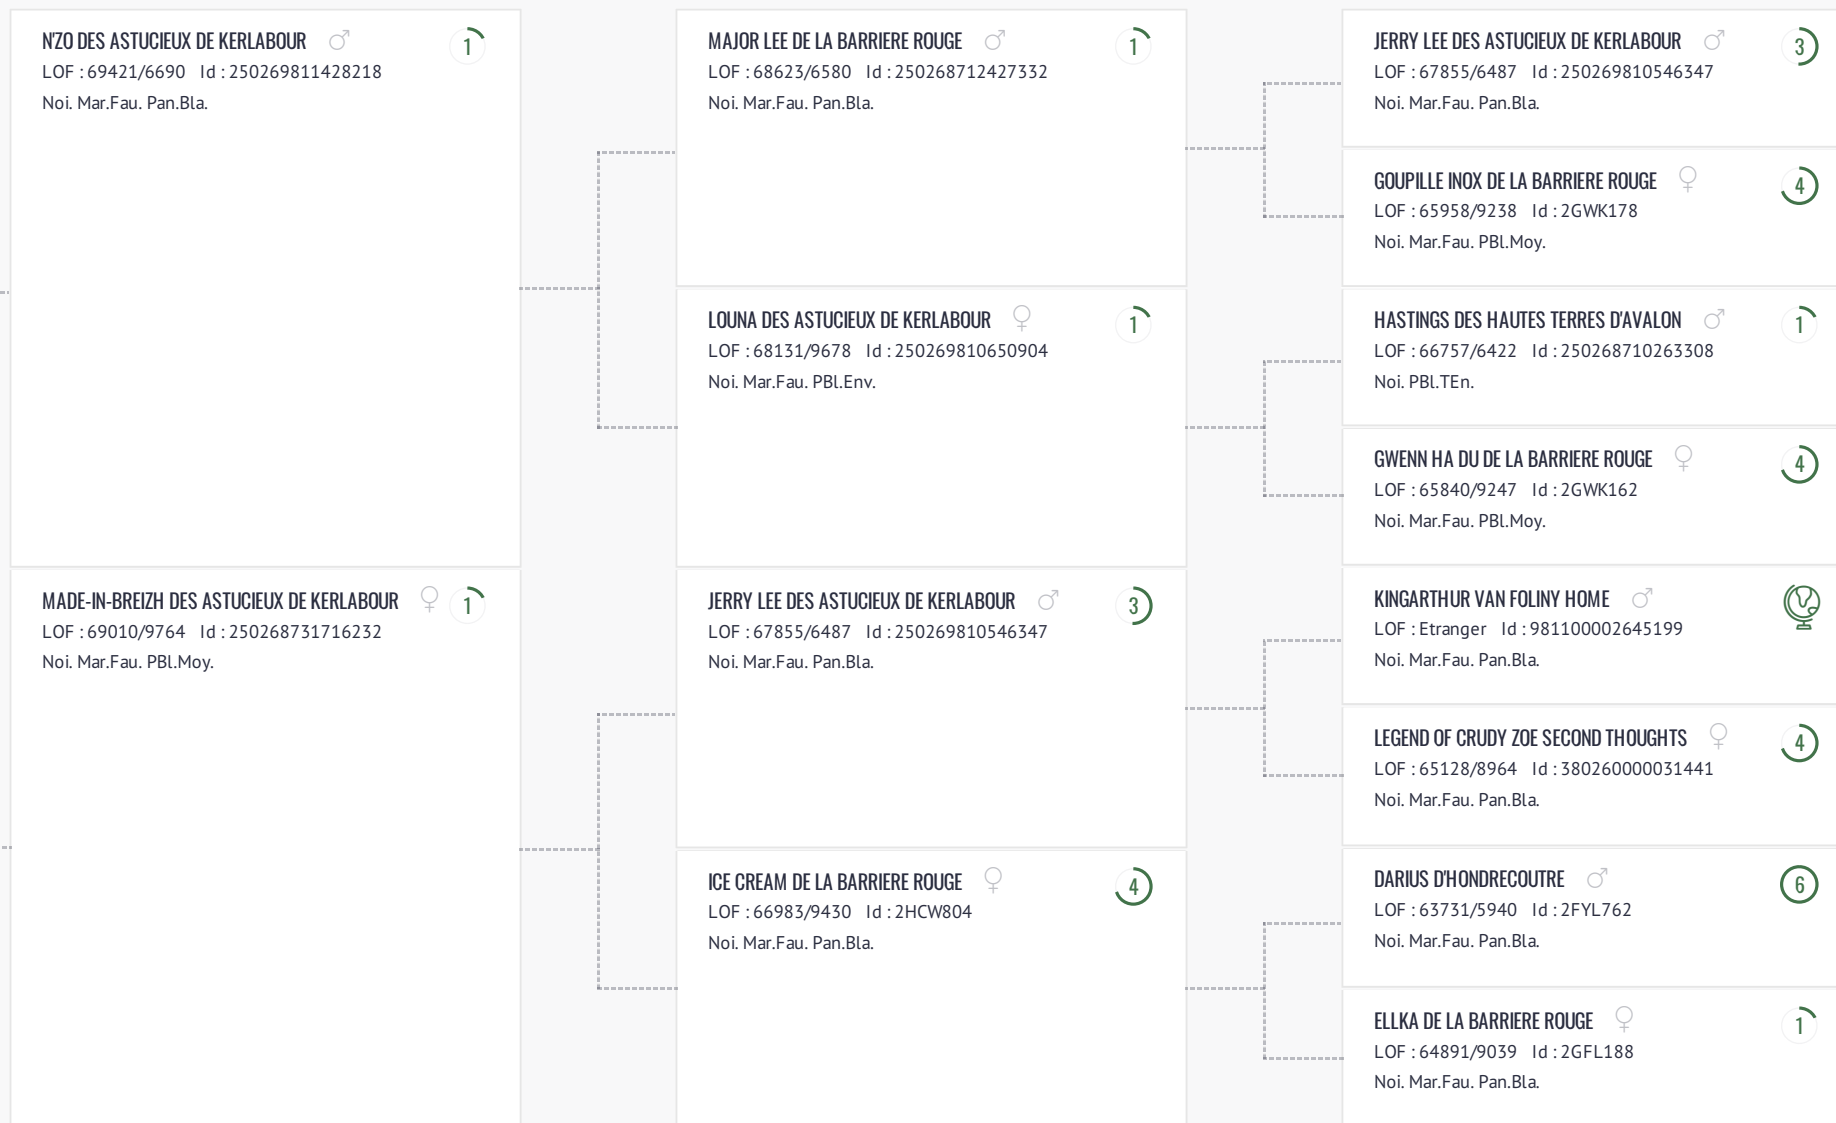 N'ZO DES ASTUCIEUX DE KERLABOUR
1
LOF : 69421/6690 Id : 250269811428218
Noi. Mar.Fau. Pan.Bla.
MADE-IN-BREIZH DES ASTUCIEUX DE KERLABOUR
1
LOF : 69010/9764 Id : 250268731716232
Noi. Mar.Fau. PBl.Moy.
MAJOR LEE DE LA BARRIERE ROUGE
1
LOF : 68623/6580 Id : 250268712427332
Noi. Mar.Fau. Pan.Bla.
LOUNA DES ASTUCIEUX DE KERLABOUR
1
LOF : 68131/9678 Id : 250269810650904
Noi. Mar.Fau. PBl.Env.
JERRY LEE DES ASTUCIEUX DE KERLABOUR
3
LOF : 67855/6487 Id : 250269810546347
Noi. Mar.Fau. Pan.Bla.
ICE CREAM DE LA BARRIERE ROUGE
4
LOF : 66983/9430 Id : 2HCW804
Noi. Mar.Fau. Pan.Bla.
JERRY LEE DES ASTUCIEUX DE KERLABOUR
3
LOF : 67855/6487 Id : 250269810546347
Noi. Mar.Fau. Pan.Bla.
GOUPILLE INOX DE LA BARRIERE ROUGE
4
LOF : 65958/9238 Id : 2GWK178
Noi. Mar.Fau. PBl.Moy.
HASTINGS DES HAUTES TERRES D'AVALON
1
LOF : 66757/6422 Id : 250268710263308
Noi. PBl.TEn.
GWENN HA DU DE LA BARRIERE ROUGE
4
LOF : 65840/9247 Id : 2GWK162
Noi. Mar.Fau. PBl.Moy.
KINGARTHUR VAN FOLINY HOME
LOF : Etranger Id : 981100002645199
Noi. Mar.Fau. Pan.Bla.
LEGEND OF CRUDY ZOE SECOND THOUGHTS
4
LOF : 65128/8964 Id : 380260000031441
Noi. Mar.Fau. Pan.Bla.
DARIUS D'HONDRECOUTRE
6
LOF : 63731/5940 Id : 2FYL762
Noi. Mar.Fau. Pan.Bla.
ELLKA DE LA BARRIERE ROUGE
1
LOF : 64891/9039 Id : 2GFL188
Noi. Mar.Fau. Pan.Bla.